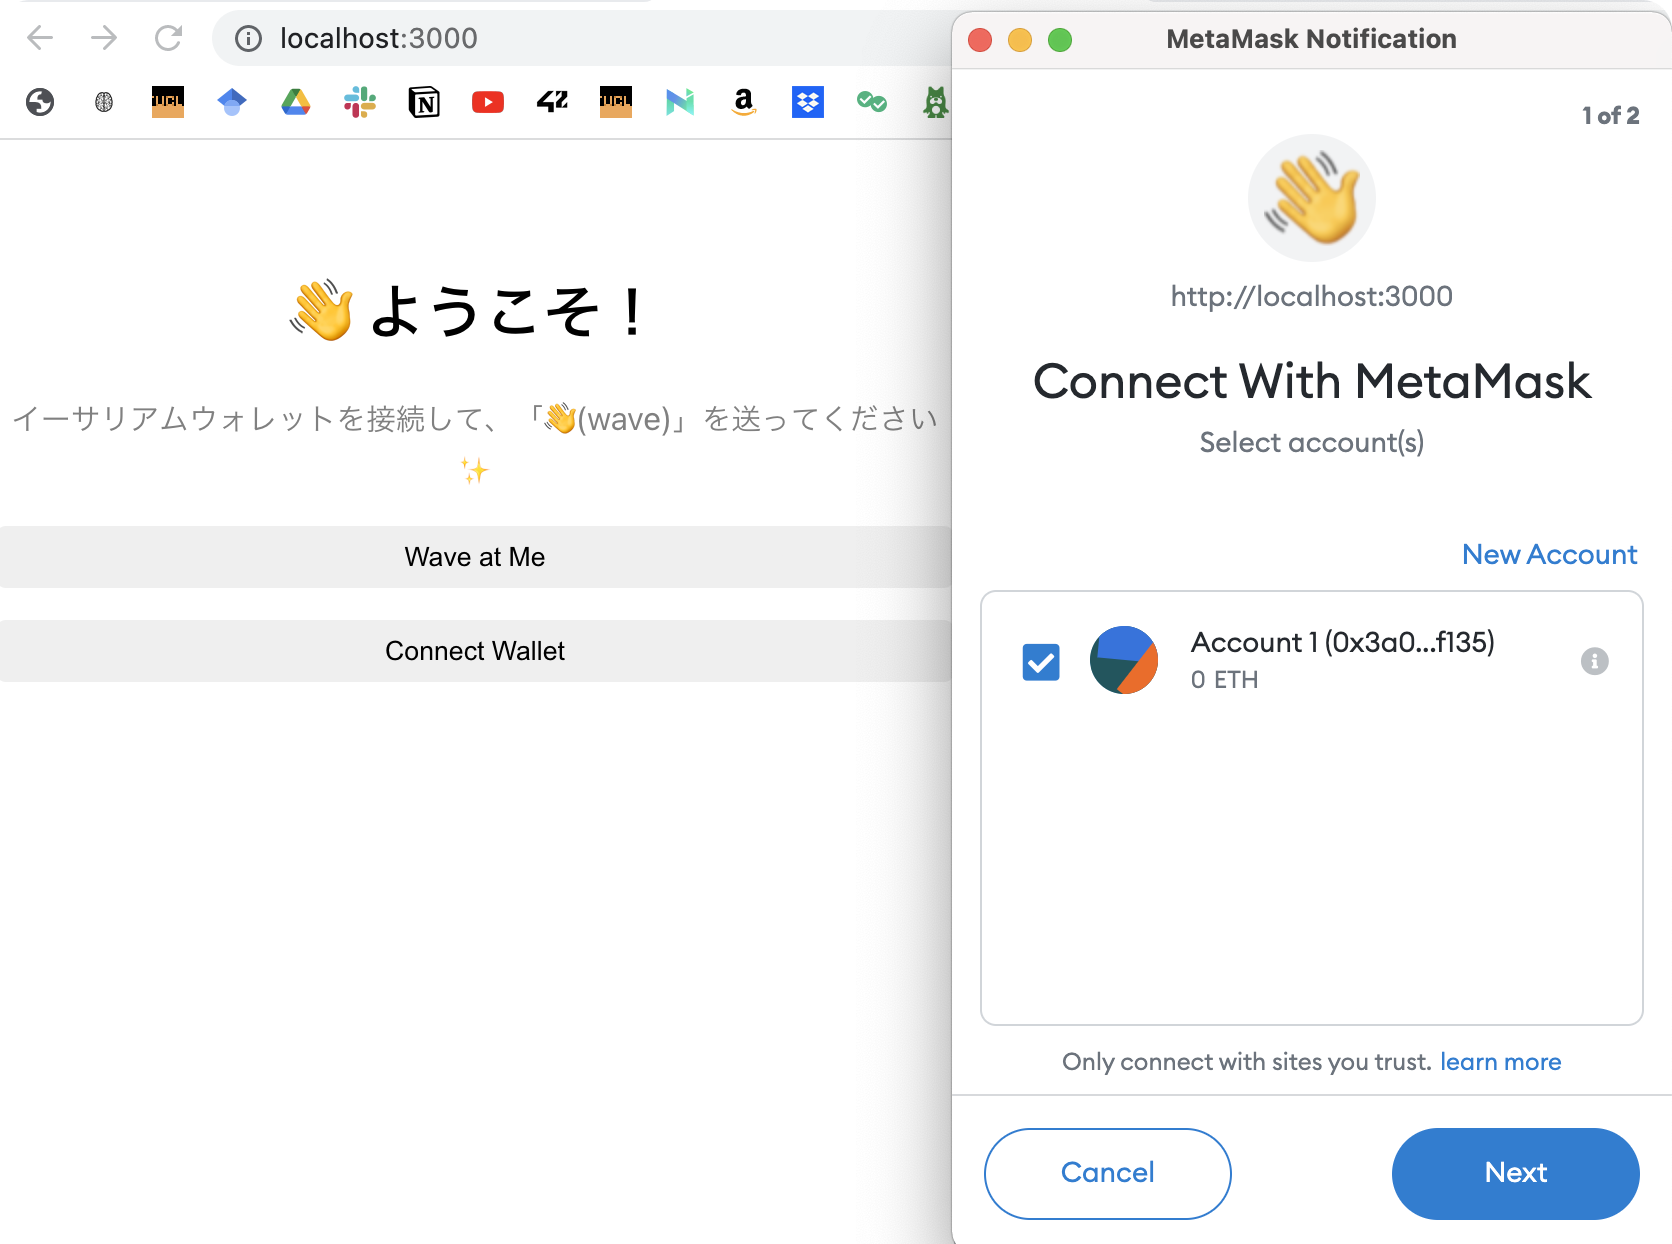 localhost:3000
UCL
N
42
UCL
a
👋 ようこそ！
イーサリアムウォレットを接続して、「👋(wave)」を送ってください
✨
Wave at Me
Connect Wallet
MetaMask Notification
1 of 2
http://localhost:3000
Connect With MetaMask
Select account(s)
New Account
Account 1 (0x3a0...f135)
0 ETH
Only connect with sites you trust. learn more
Cancel
Next